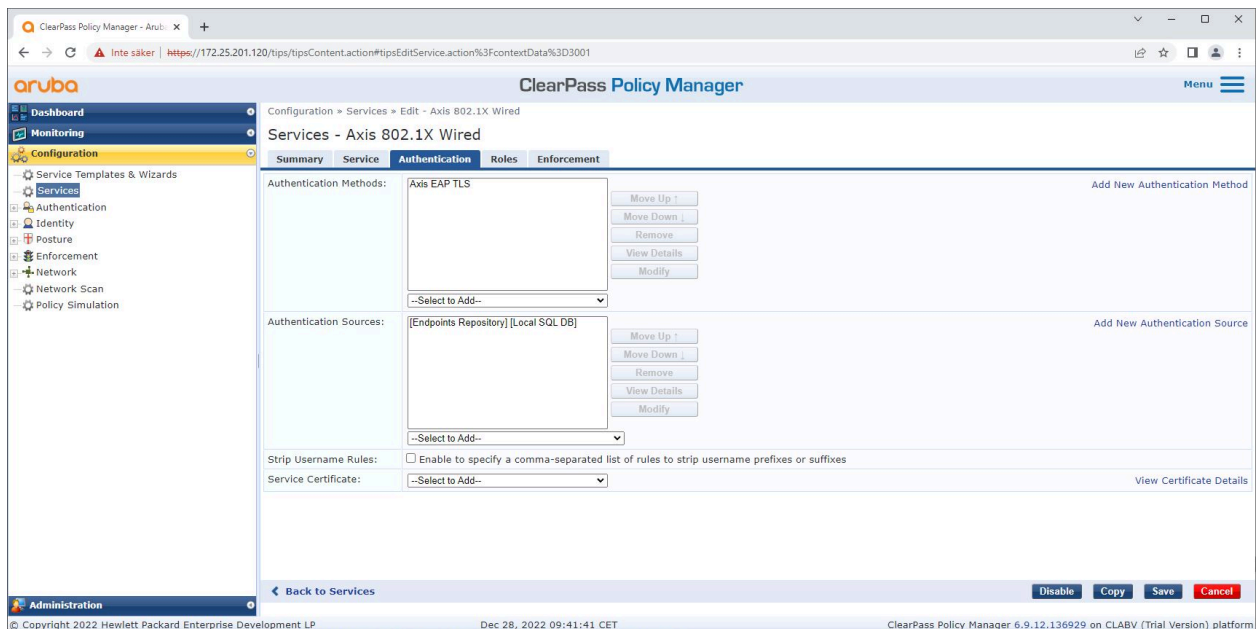 ClearPass Policy Manager - Arub
Inte säker | https://172.25.201.120/tips/tipsContent.action#tipsEditService.action%3FcontextData%3D3001
aruba
ClearPass Policy Manager
Menu
Dashboard
Monitoring
Configuration
Service Templates & Wizards
Services
Authentication
Identity
Posture
Enforcement
Network
Network Scan
Policy Simulation
Administration
Configuration » Services » Edit - Axis 802.1X Wired
Services - Axis 802.1X Wired
Summary Service Authentication Roles Enforcement
Authentication Methods:
Axis EAP TLS
Move Up ↑
Move Down ↓
Remove
View Details
Modify
Add New Authentication Method
--Select to Add--
Authentication Sources:
[Endpoints Repository] [Local SQL DB]
Move Up ↑
Move Down ↓
Remove
View Details
Modify
Add New Authentication Source
--Select to Add--
Strip Username Rules:
Enable to specify a comma-separated list of rules to strip username prefixes or suffixes
Service Certificate:
--Select to Add--
View Certificate Details
Back to Services
Disable Copy Save Cancel
© Copyright 2022 Hewlett Packard Enterprise Development LP
Dec 28, 2022 09:41:41 CET
ClearPass Policy Manager 6.9.12.136929 on CLABV (Trial Version) platform